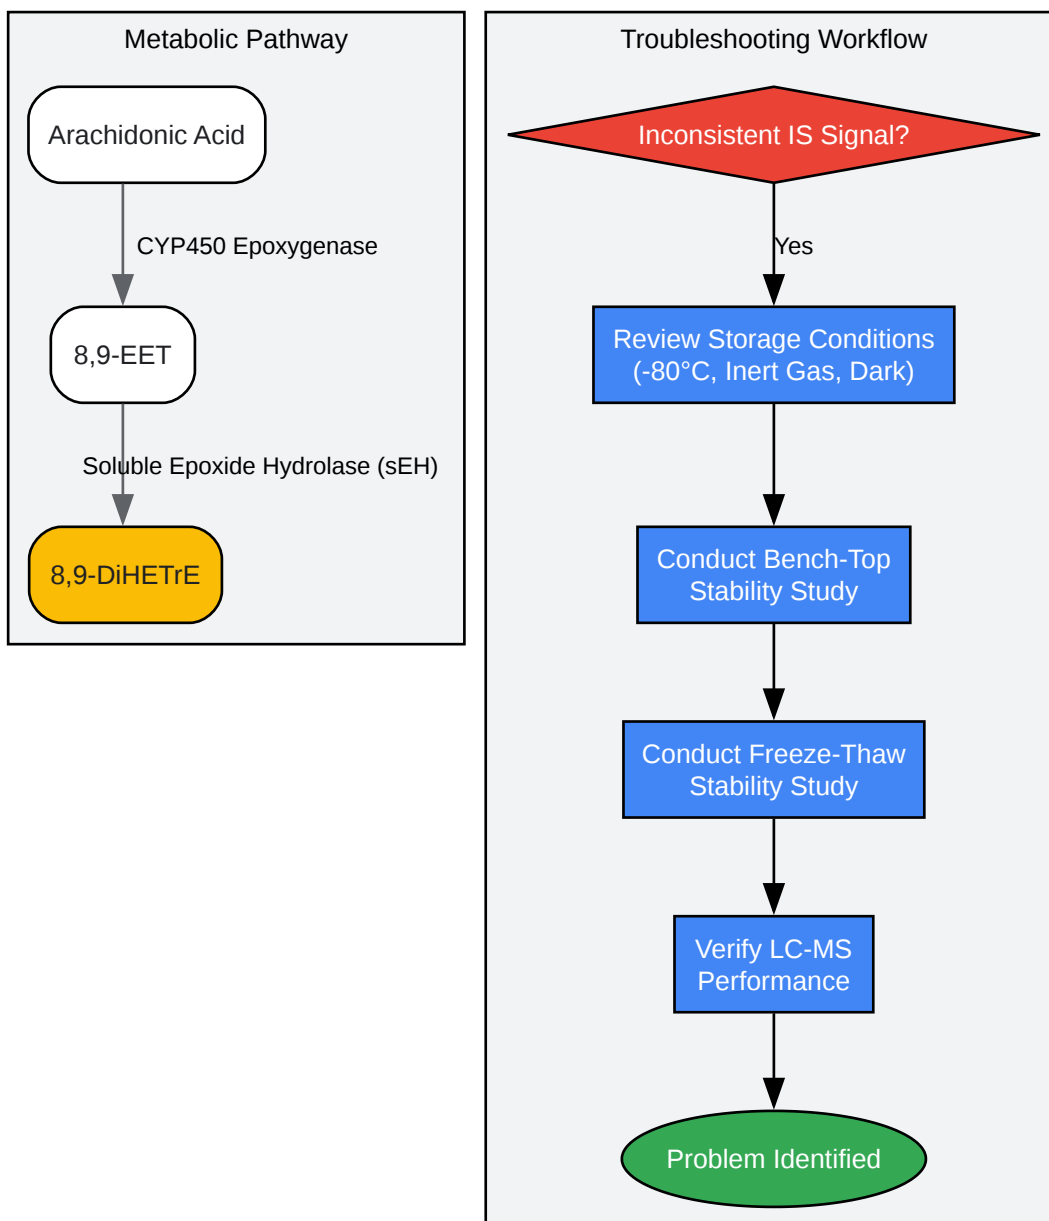 Metabolic Pathway
Arachidonic Acid
CYP450 Epoxygenase
8,9-EET
Soluble Epoxide Hydrolase (sEH)
8,9-DiHETrE
Troubleshooting Workflow
Inconsistent IS Signal?
Yes
Review Storage Conditions
(-80°C, Inert Gas, Dark)
Conduct Bench-Top
Stability Study
Conduct Freeze-Thaw
Stability Study
Verify LC-MS
Performance
Problem Identified